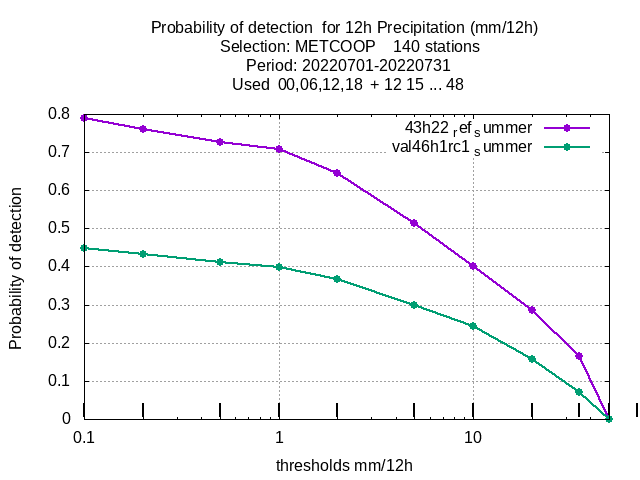 Probability of detection  for 12h Precipitation (mm/12h)
Selection: METCOOP    140 stations
Period: 20220701-20220731
Used  00,06,12,18  + 12 15 ... 48
43h22 ref summer
val46h1rc1 summer
0.8
0.7
0.6
0.5
0.4
0.3
0.2
0.1
0
Probability of detection
0.1
1
10
thresholds mm/12h